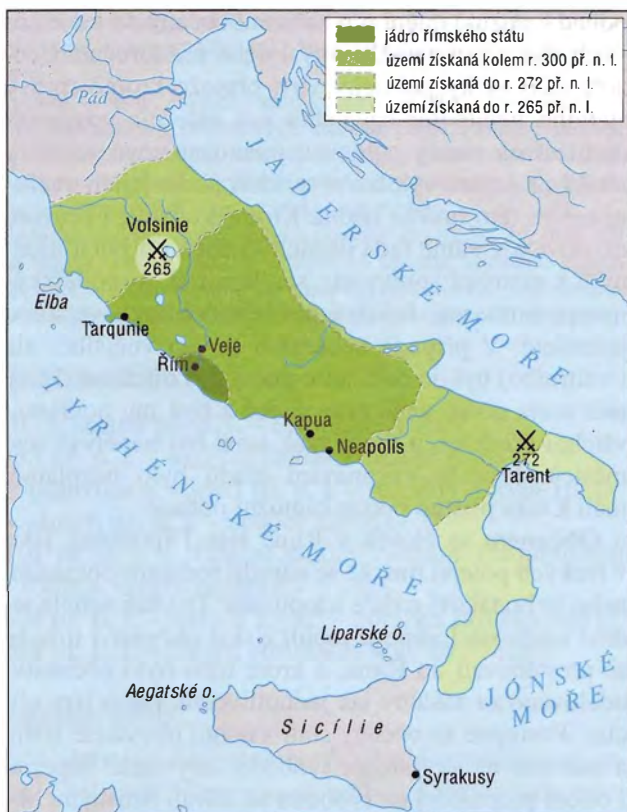 jádro římského státu
území získaná kolem r. 300 př. n. l.
území získaná do r. 272 př. n. l.
území získaná do r. 265 př. n. l.
Pád
JADERSKÉ MOŘE
Volsinie
265
Elba
Tarqunie
Veje
Řím
TYRHÉNSKÉ MOŘE
Kapua
Neapolis
272
Tarent
Liparské o.
Aegatské o.
JÓNSKÉ
MOŘE
Sicílie
Syrakusy